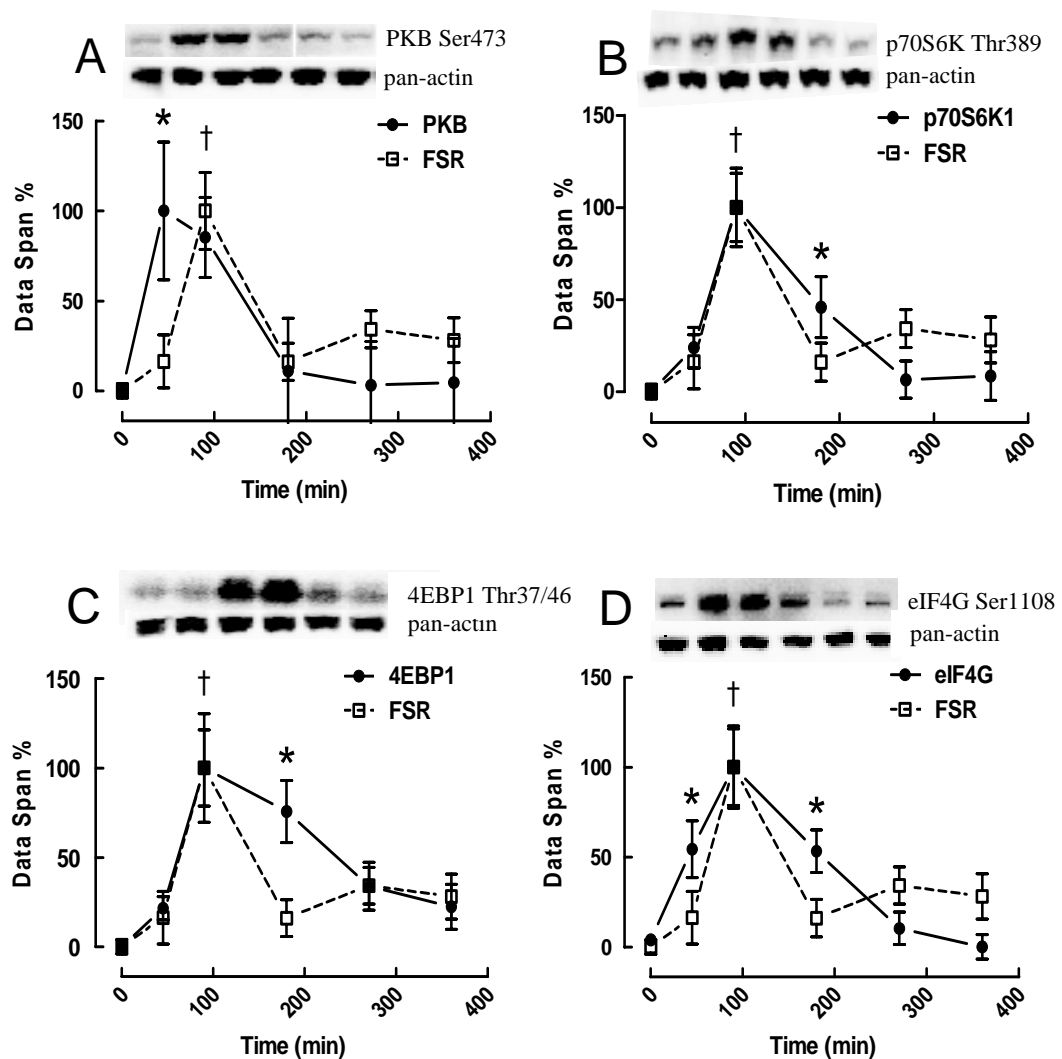 A
PKB Ser473
pan-actin
*
†
PKB
FSR
150
100
50
0
Data Span %
0 100 200 300 400
Time (min)
B
p70S6K Thr389
pan-actin
†
*
p70S6K1
FSR
150
100
50
0
Data Span %
0 100 200 300 400
Time (min)
C
4EBP1 Thr37/46
pan-actin
†
*
4EBP1
FSR
150
100
50
0
Data Span %
0 100 200 300 400
Time (min)
D
eIF4G Ser1108
pan-actin
†
* *
eIF4G
FSR
150
100
50
0
Data Span %
0 100 200 300 400
Time (min)